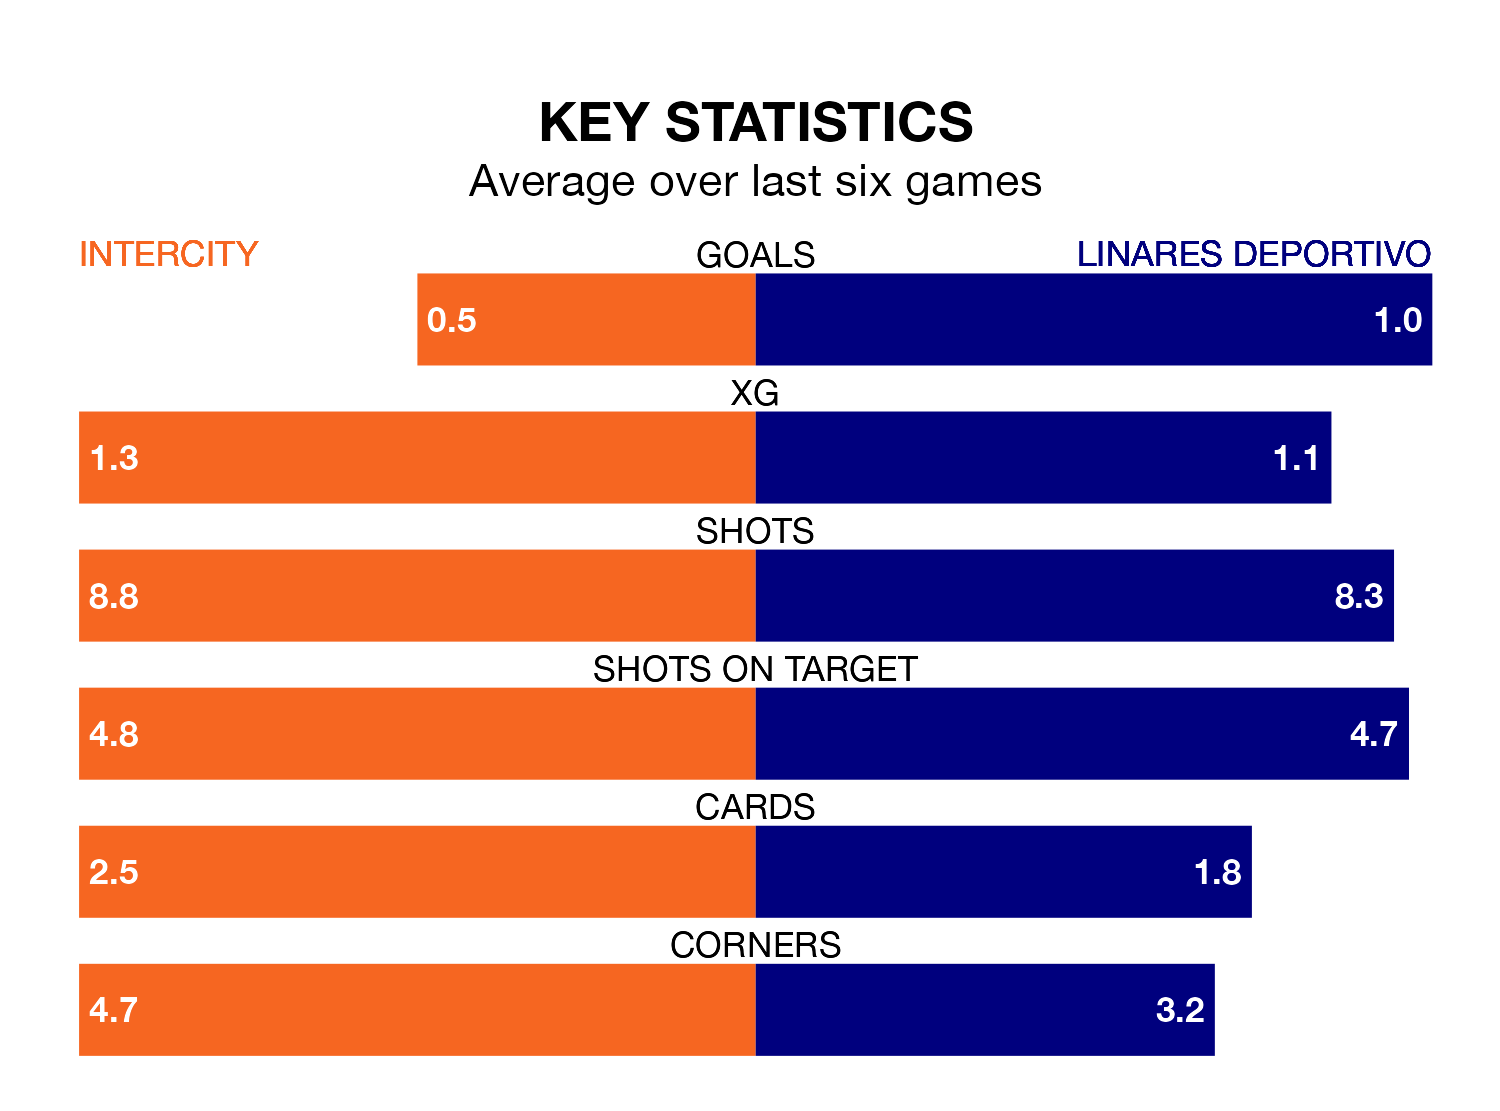 KEY STATISTICS
Average over last six games
INTERCITY GOALS LINARES DEPORTIVO
0.5 1.0
XG
1.3 1.1
SHOTS
8.8 8.3
SHOTS ON TARGET
4.8 4.7
CARDS
2.5 1.8
CORNERS
4.7 3.2